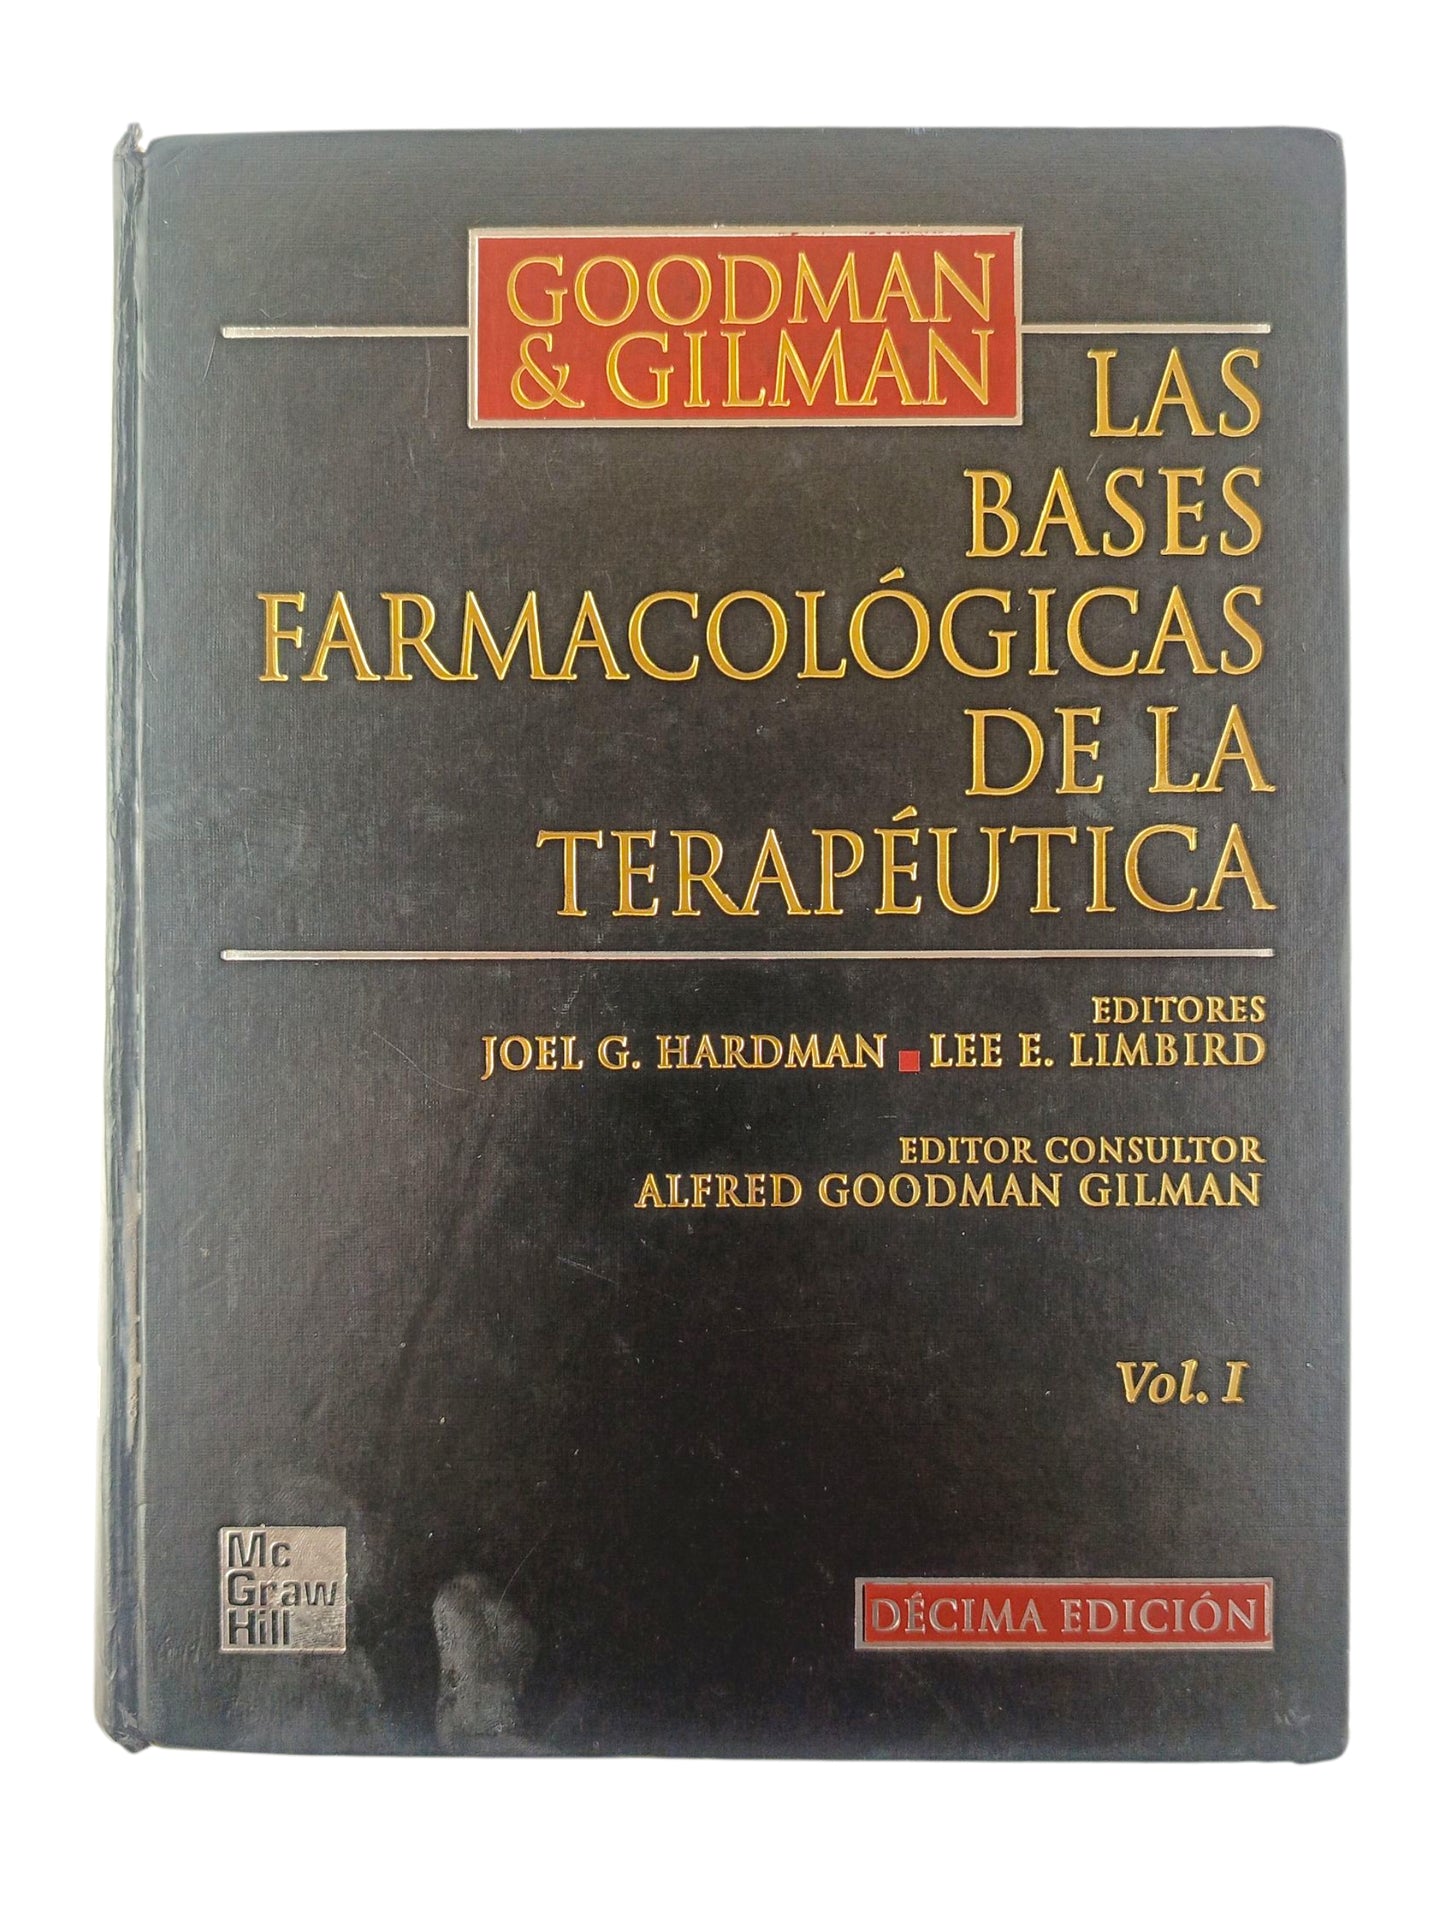 GOODMAN
& GILMAN
LAS
BASES
FARMACOLÓGICAS
DE LA
TERAPÉUTICA
EDITORES
JOEL G. HARDMAN ■ LEE E. LIMBIRD
EDITOR CONSULTOR
ALFRED GOODMAN GILMAN
Vol. I
Mc
Graw
Hill
DÉCIMA EDICIÓN